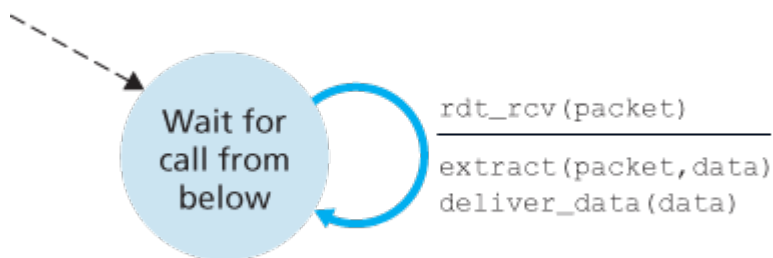 Wait for
call from
below
rdt_rcv(packet)
extract(packet,data)
deliver_data(data)